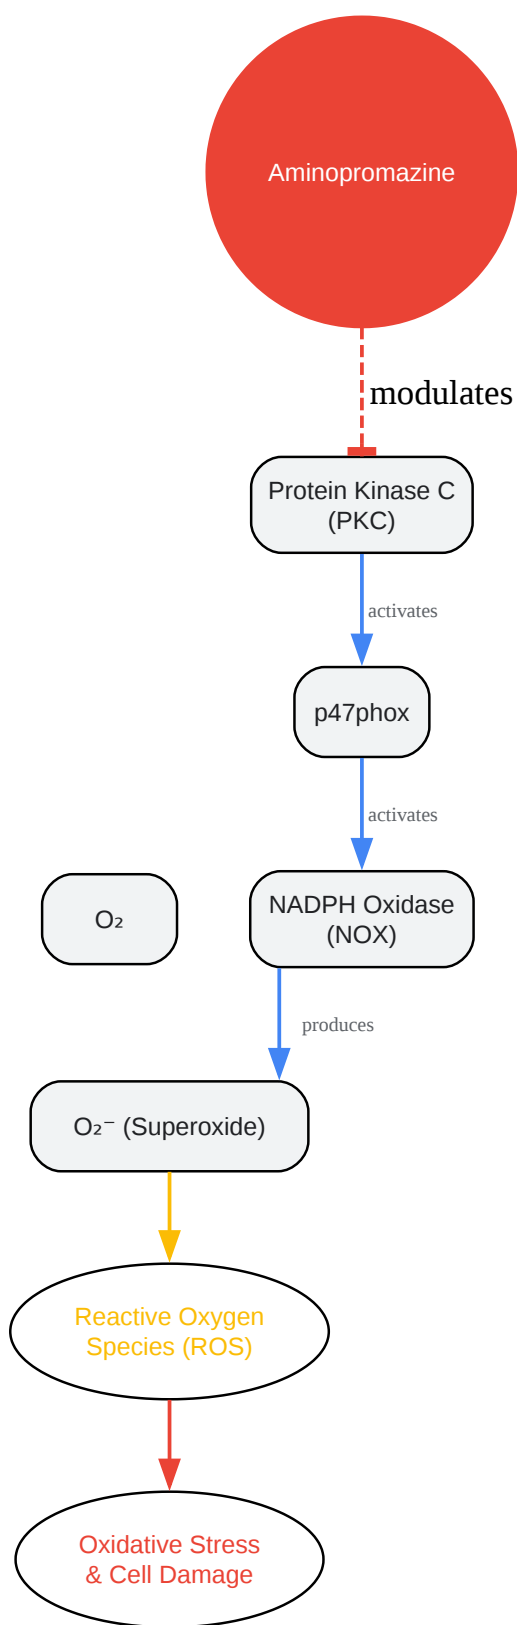 Aminopromazine
modulates
Protein Kinase C
(PKC)
activates
p47phox
activates
O₂
NADPH Oxidase
(NOX)
produces
O₂⁻ (Superoxide)
Reactive Oxygen
Species (ROS)
Oxidative Stress
& Cell Damage